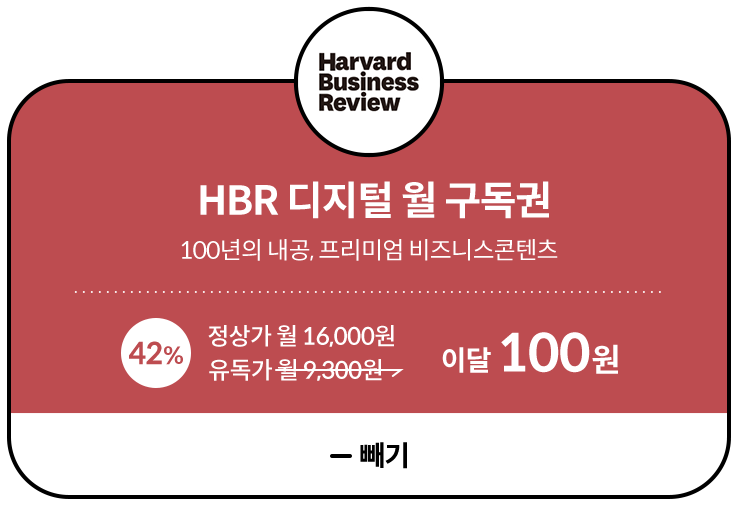 Harvard
Business
Review
HBR 디지털 월 구독권
100년의 내공, 프리미엄 비즈니스콘텐츠
42%
정상가 월 16,000원
유독가 월 9,300원
이달 100원
— 빼기